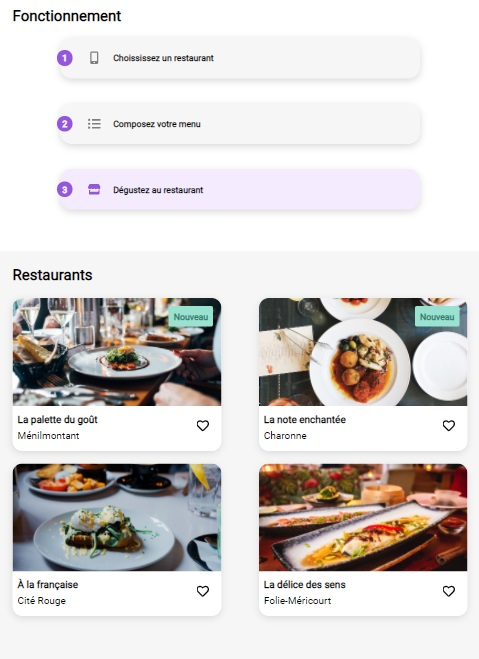 Fonctionnement
1 Choississez un restaurant
2 Composez votre menu
3 Dégustez au restaurant
Restaurants
Nouveau
Nouveau
La palette du goût
Ménilmontant
La note enchantée
Charonne
À la française
Cité Rouge
La délice des sens
Folie-Méricourt